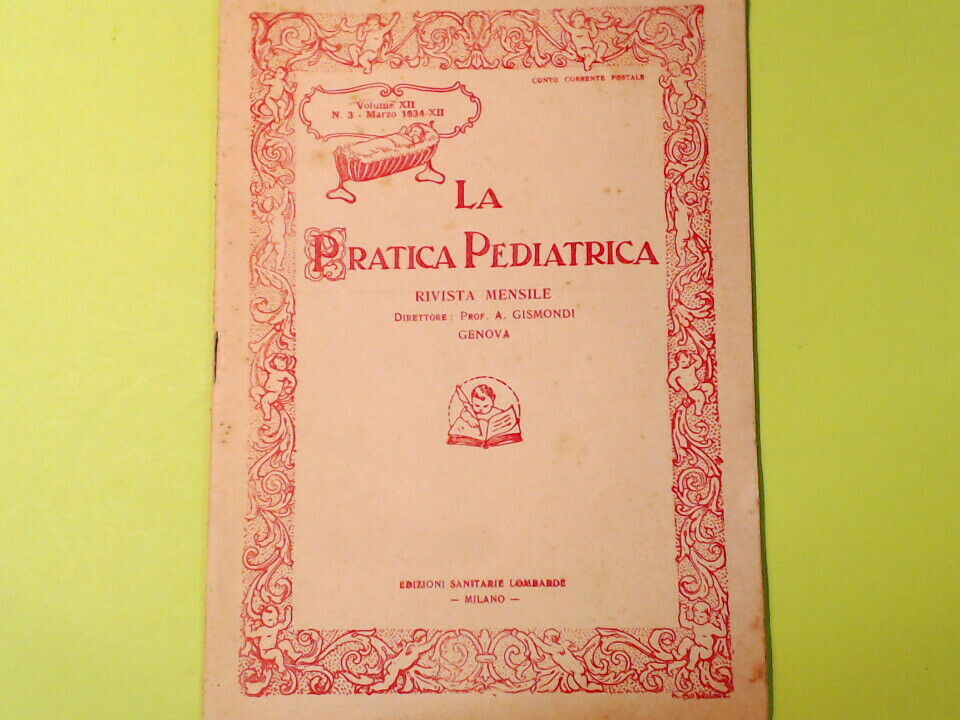 CONTO CORRENTE POSTALE
Volume XII
N. 3 - Marzo 1934-XII
LA
PRATICA PEDIATRICA
RIVISTA MENSILE
DIRETTORE: PROF. A. GISMONDI
GENOVA
EDIZIONI SANITARIE LOMBARDE
— MILANO —